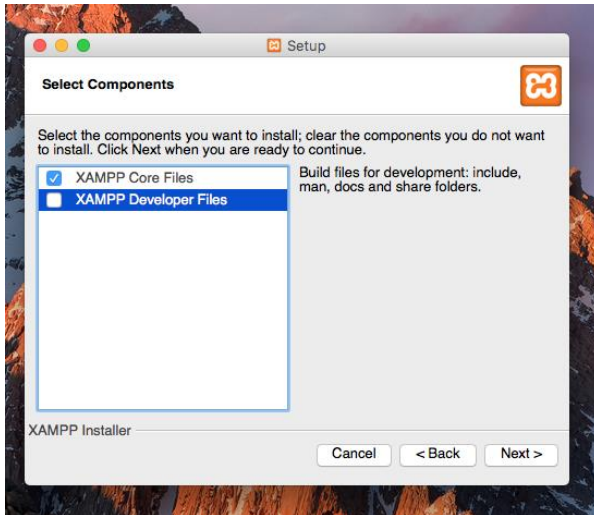 Setup
Select Components
Select the components you want to install; clear the components you do not want
to install. Click Next when you are ready to continue.
XAMPP Core Files
XAMPP Developer Files
Build files for development: include,
man, docs and share folders.
XAMPP Installer
Cancel
< Back
Next >